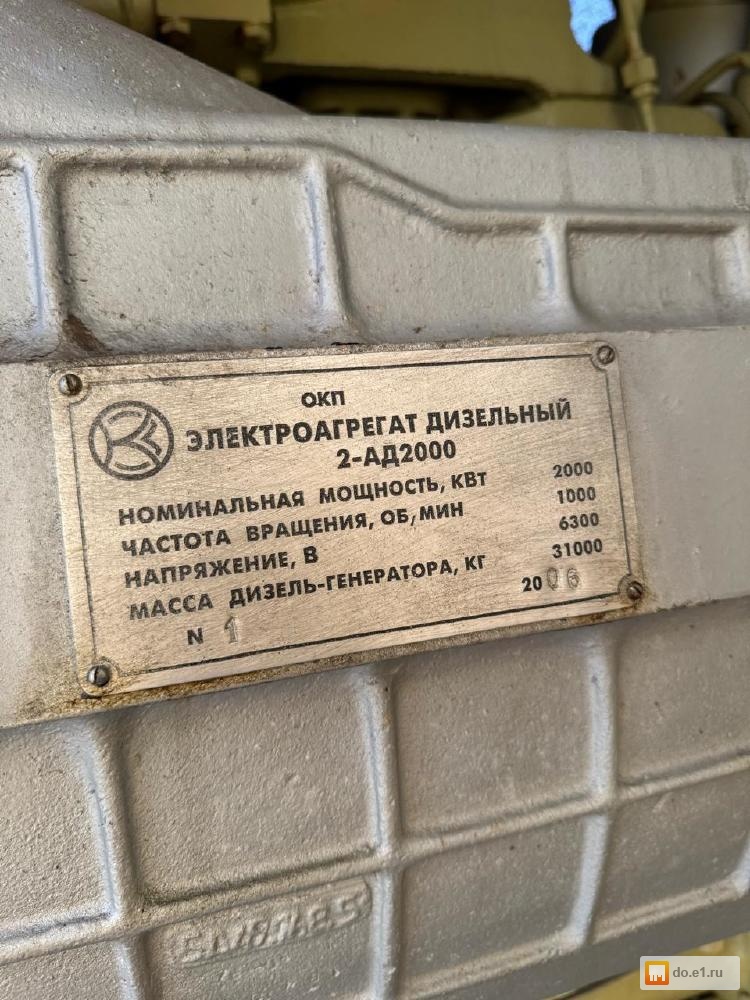 ОКП
ЭЛЕКТРОАГРЕГАТ ДИЗЕЛЬНЫЙ
2-АД2000
НОМИНАЛЬНАЯ МОЩНОСТЬ, КВТ 2000
ЧАСТОТА ВРАЩЕНИЯ, ОБ/МИН 1000
НАПРЯЖЕНИЕ, В 6300
МАССА ДИЗЕЛЬ-ГЕНЕРАТОРА, КГ 31000
N 1 2006
do.e1.ru